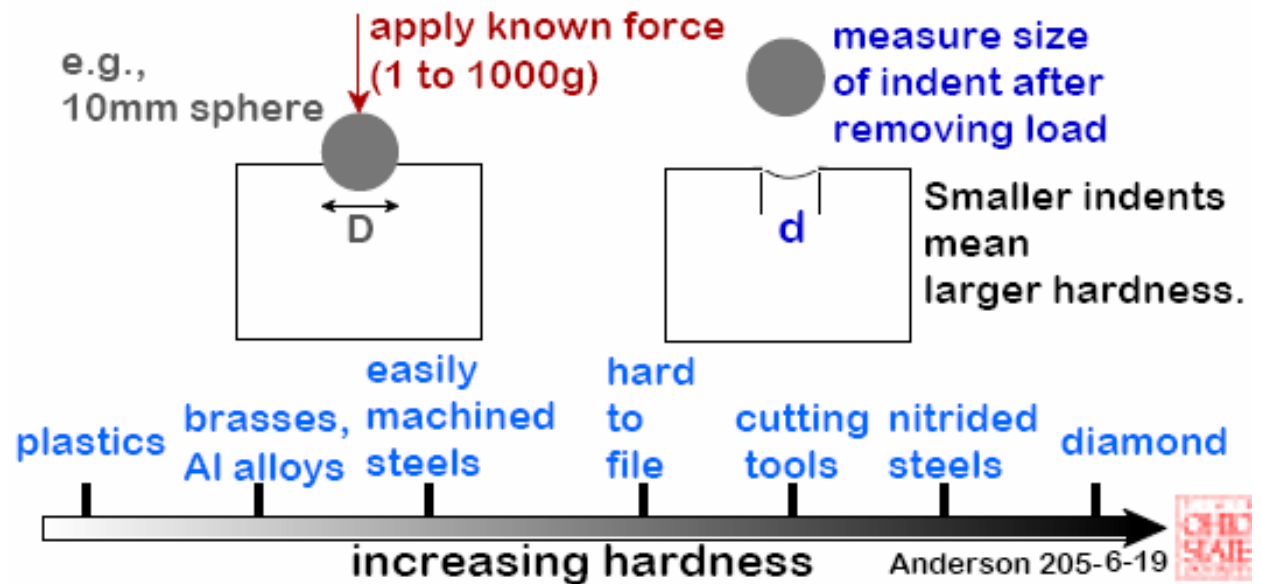 e.g.,
10mm sphere
apply known force
(1 to 1000g)
D
measure size
of indent after
removing load
d
Smaller indents
mean
larger hardness.
plastics
brasses,
Al alloys
easily
machined
steels
hard
to
file
cutting
tools
nitrided
steels
diamond
increasing hardness
Anderson 205-6-19
OHIO
STATE